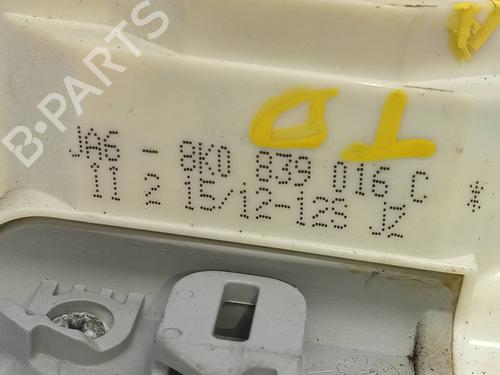 B-PARTS
TD
JA6 - 8K0 839 016 C
11 2 15/12-125 JZ *